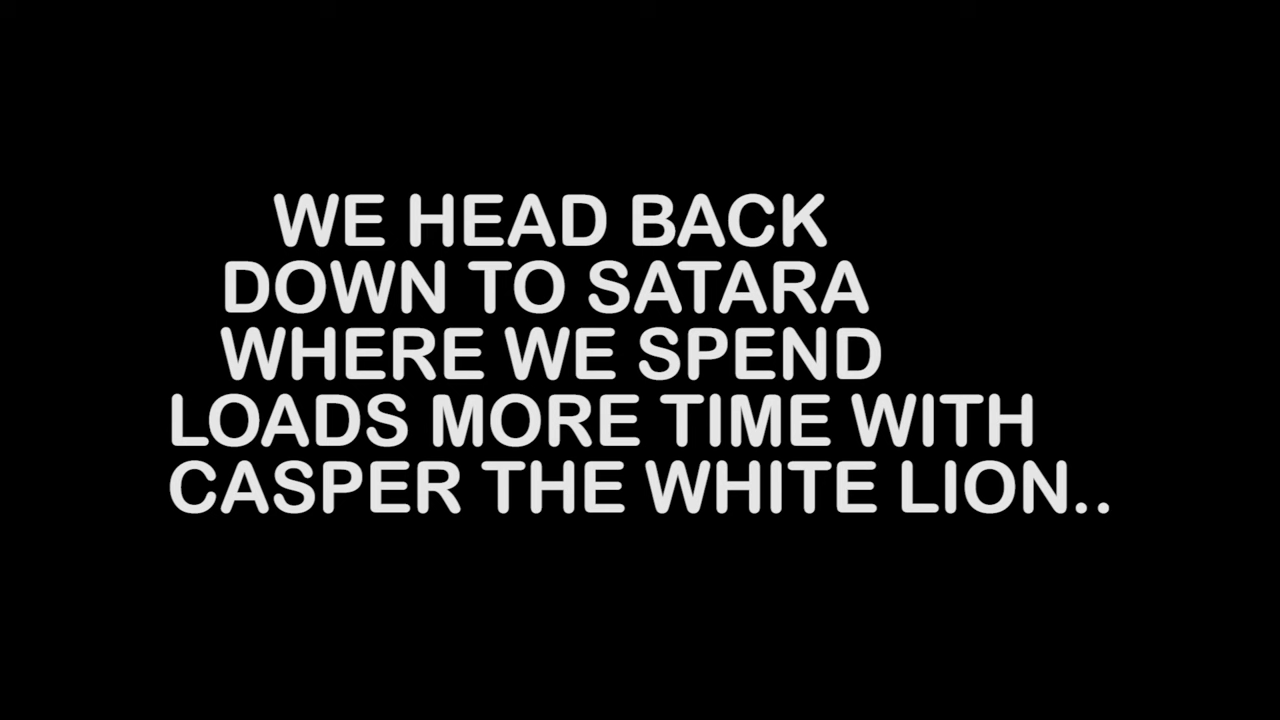 WE HEAD BACK
DOWN TO SATARA
WHERE WE SPEND
LOADS MORE TIME WITH
CASPER THE WHITE LION..